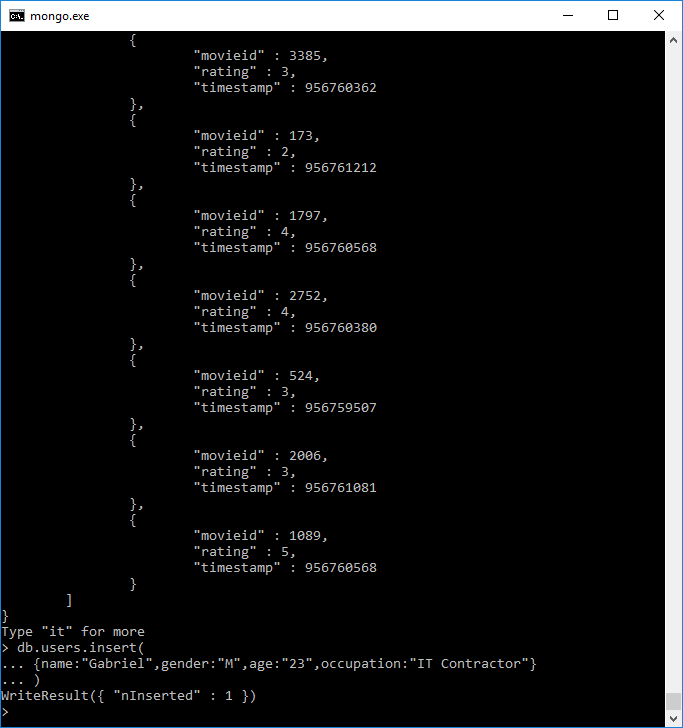 mongo.exe
{
"movieid" : 3385,
"rating" : 3,
"timestamp" : 956760362
},
{
"movieid" : 173,
"rating" : 2,
"timestamp" : 956761212
},
{
"movieid" : 1797,
"rating" : 4,
"timestamp" : 956760568
},
{
"movieid" : 2752,
"rating" : 4,
"timestamp" : 956760380
},
{
"movieid" : 524,
"rating" : 3,
"timestamp" : 956759507
},
{
"movieid" : 2006,
"rating" : 3,
"timestamp" : 956761081
},
{
"movieid" : 1089,
"rating" : 5,
"timestamp" : 956760568
}
]
}
Type "it" for more
> db.users.insert(
... {name:"Gabriel",gender:"M",age:"23",occupation:"IT Contractor"}
... )
WriteResult({ "nInserted" : 1 })
>